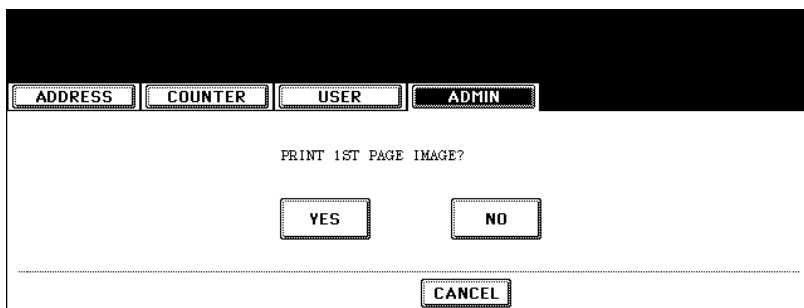 ADDRESS COUNTER USER ADMIN
PRINT 1ST PAGE IMAGE?
YES NO
CANCEL